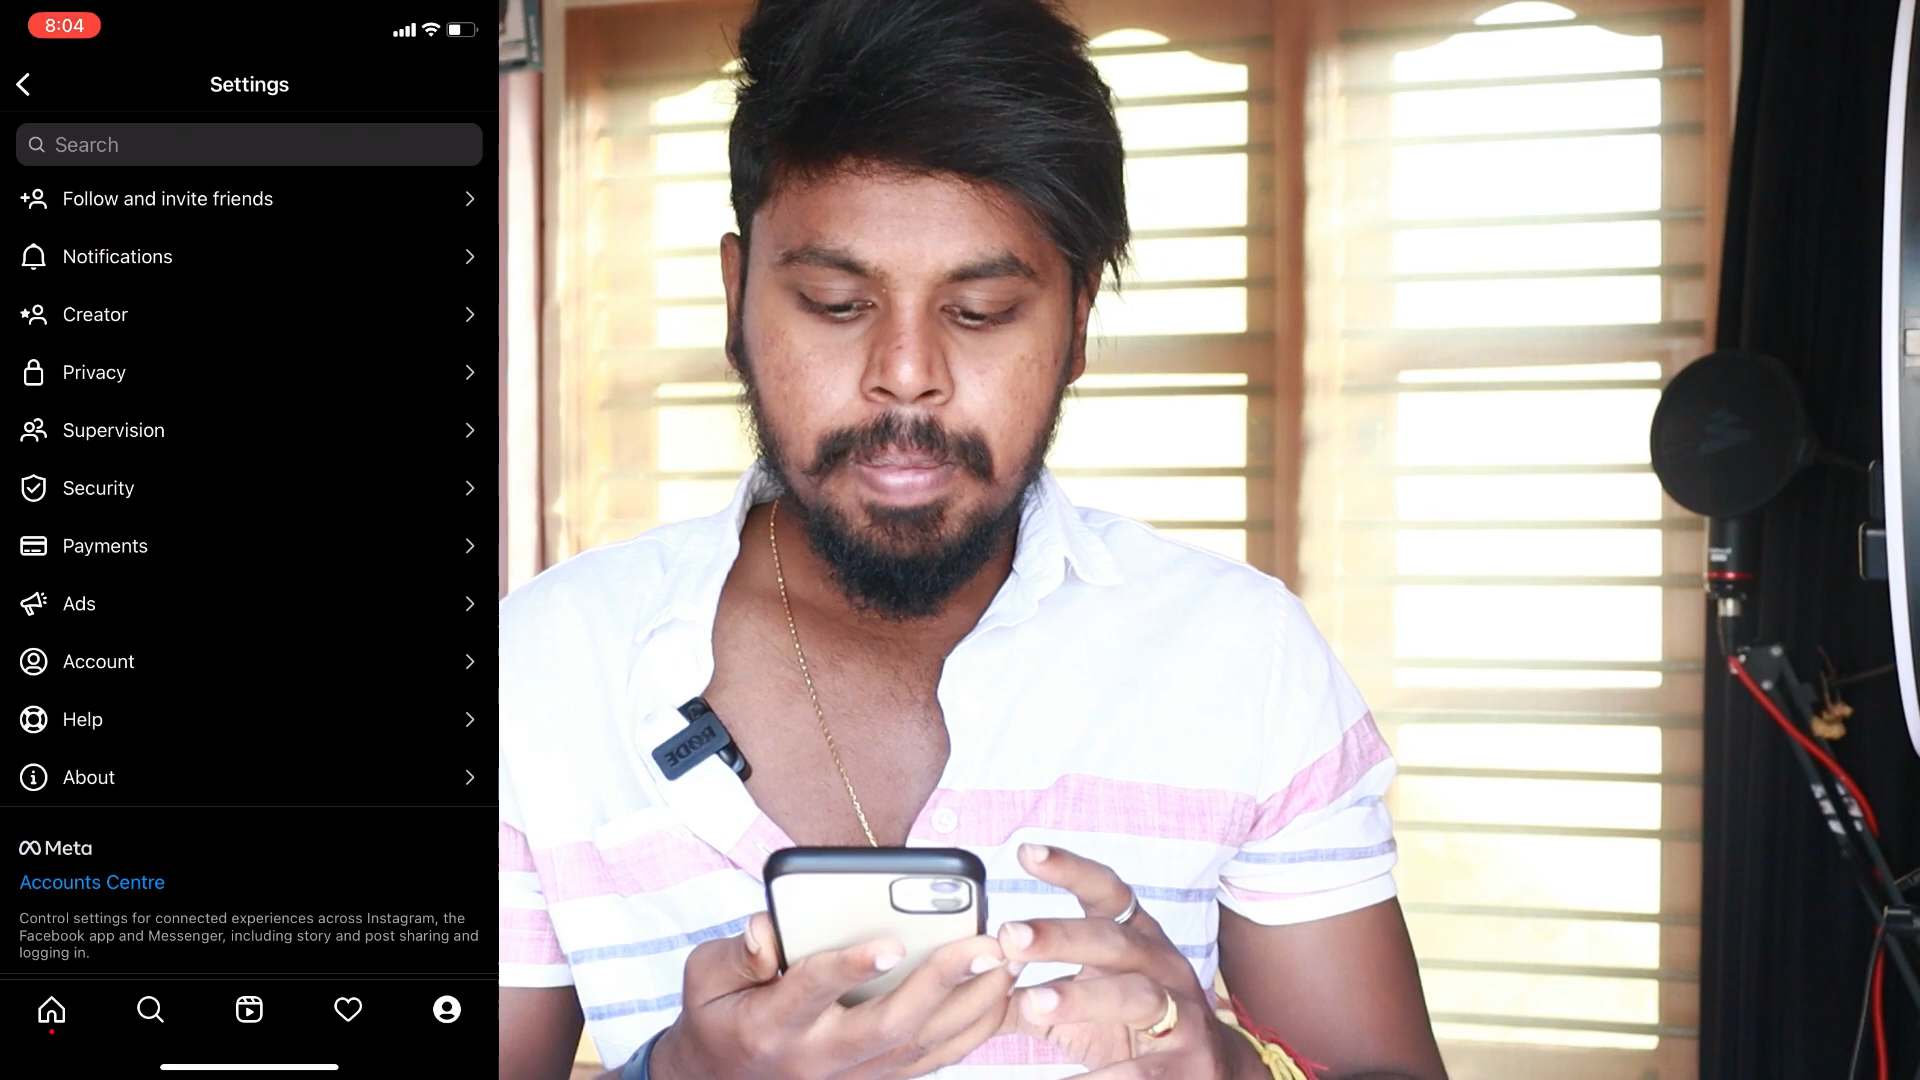 8:04
Settings
Search
Follow and invite friends
Notifications
Creator
Privacy
Supervision
Security
Payments
Ads
Account
Help
About
Meta
Accounts Centre
Control settings for connected experiences across Instagram, the
Facebook app and Messenger, including story and post sharing and
logging in.
RØDE